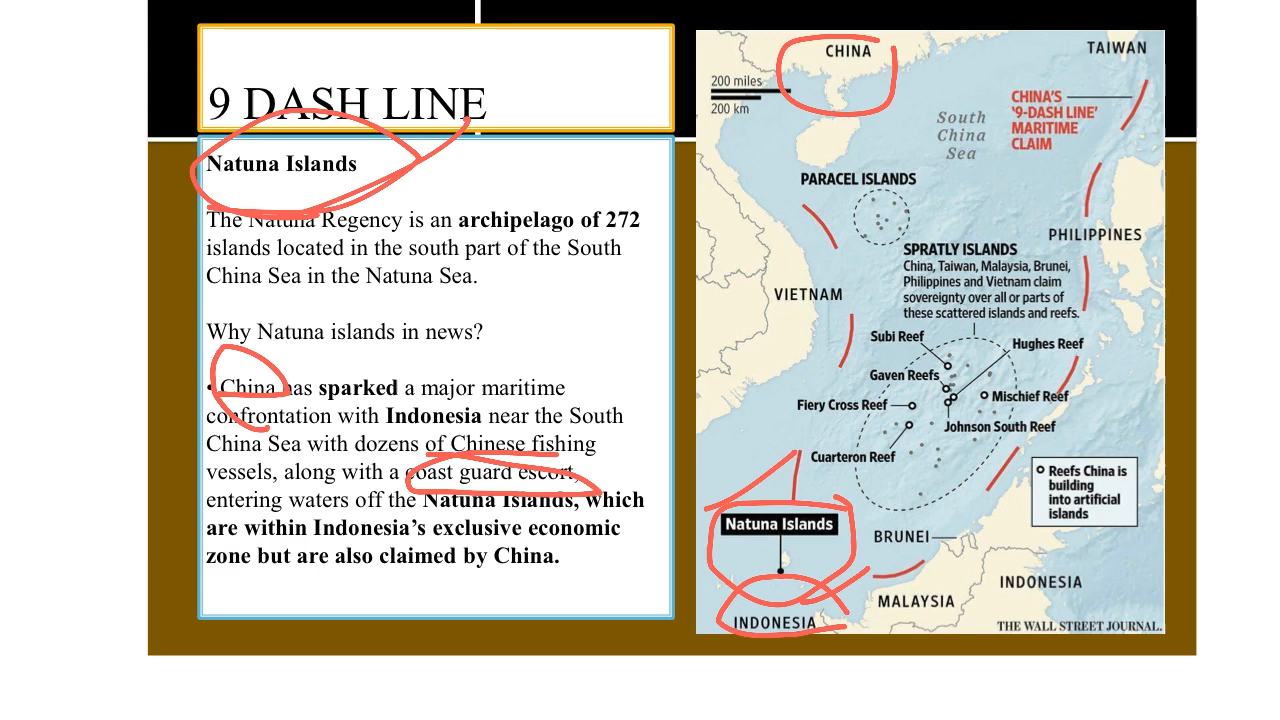 9 DASH LINE
Natuna Islands
The Natuna Regency is an archipelago of 272
islands located in the south part of the South
China Sea in the Natuna Sea.
Why Natuna islands in news?
• China has sparked a major maritime
confrontation with Indonesia near the South
China Sea with dozens of Chinese fishing
vessels, along with a coast guard escort,
entering waters off the Natuna Islands, which
are within Indonesia's exclusive economic
zone but are also claimed by China.
CHINA
TAIWAN
200 miles
200 km
CHINA'S
'9-DASH LINE'
MARITIME
CLAIM
South
China
Sea
PARACEL ISLANDS
PHILIPPINES
SPRATLY ISLANDS
China, Taiwan, Malaysia, Brunei,
Philippines and Vietnam claim
sovereignty over all or parts of
these scattered islands and reefs.
VIETNAM
Subi Reef
Hughes Reef
Gaven Reefs
Mischief Reef
Fiery Cross Reef
Johnson South Reef
Cuarteron Reef
Reefs China is
building
into artificial
islands
Natuna Islands
BRUNEI
INDONESIA
MALAYSIA
INDONESIA
THE WALL STREET JOURNAL.